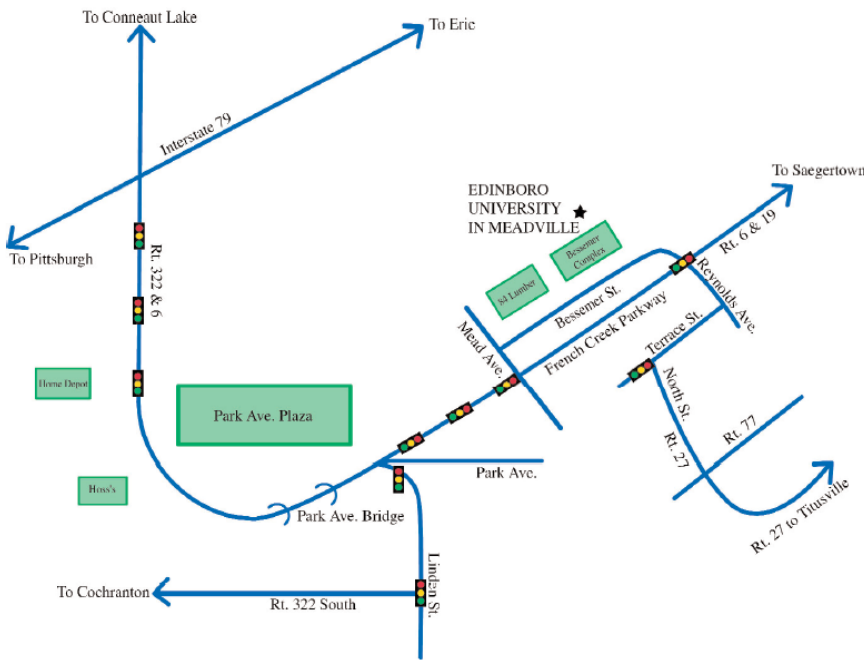 To Conneaut Lake
To Eric
Interstate 79
To Saegertown
EDINBORO
UNIVERSITY
IN MEADVILLE
Rt. 6 & 19
To Pittsburgh
Rt. 322 & 6
Bessemer
Complex
84 Lumber
Bessemer St.
Reynolds Ave.
French Creek Parkway
Mead Ave.
Terrace St.
Home Depot
North St.
Park Ave. Plaza
Rt. 77
Rt. 27
Park Ave.
Hoss's
Park Ave. Bridge
Rt. 27 to Titusville
Linden St.
To Cochranton
Rt. 322 South